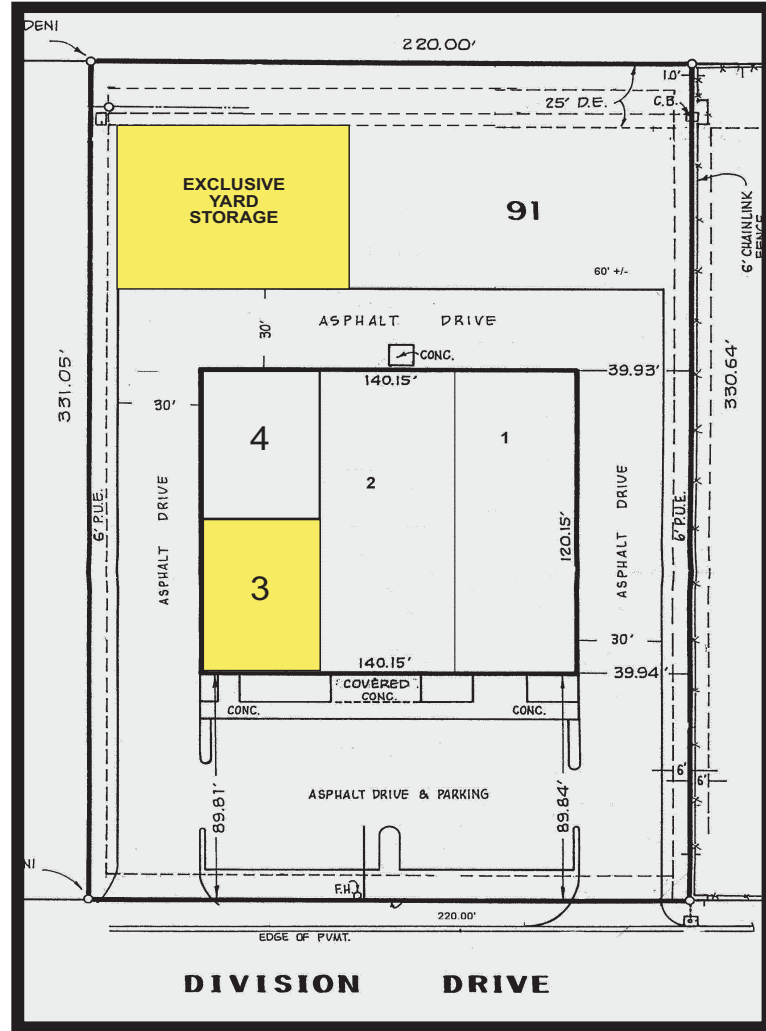 DENI
220.00'
1.0'
25' D.E.
C.B.
EXCLUSIVE
YARD
STORAGE
91
6' CHAINLINK
FENCE
60' +/-
30'
ASPHALT DRIVE
CONC.
331.05'
330.64'
140.15'
39.93'
30'
4
1
2
ASPHALT DRIVE
6' P.U.E.
120.15'
ASPHALT DRIVE
6' P.U.E.
3
30'
140.15'
39.94'
COVERED
CONC.
CONC.
CONC.
6'
6'
89.81'
ASPHALT DRIVE & PARKING
89.84'
NI
F.H.
220.00'
EDGE OF PVMT.
DIVISION DRIVE